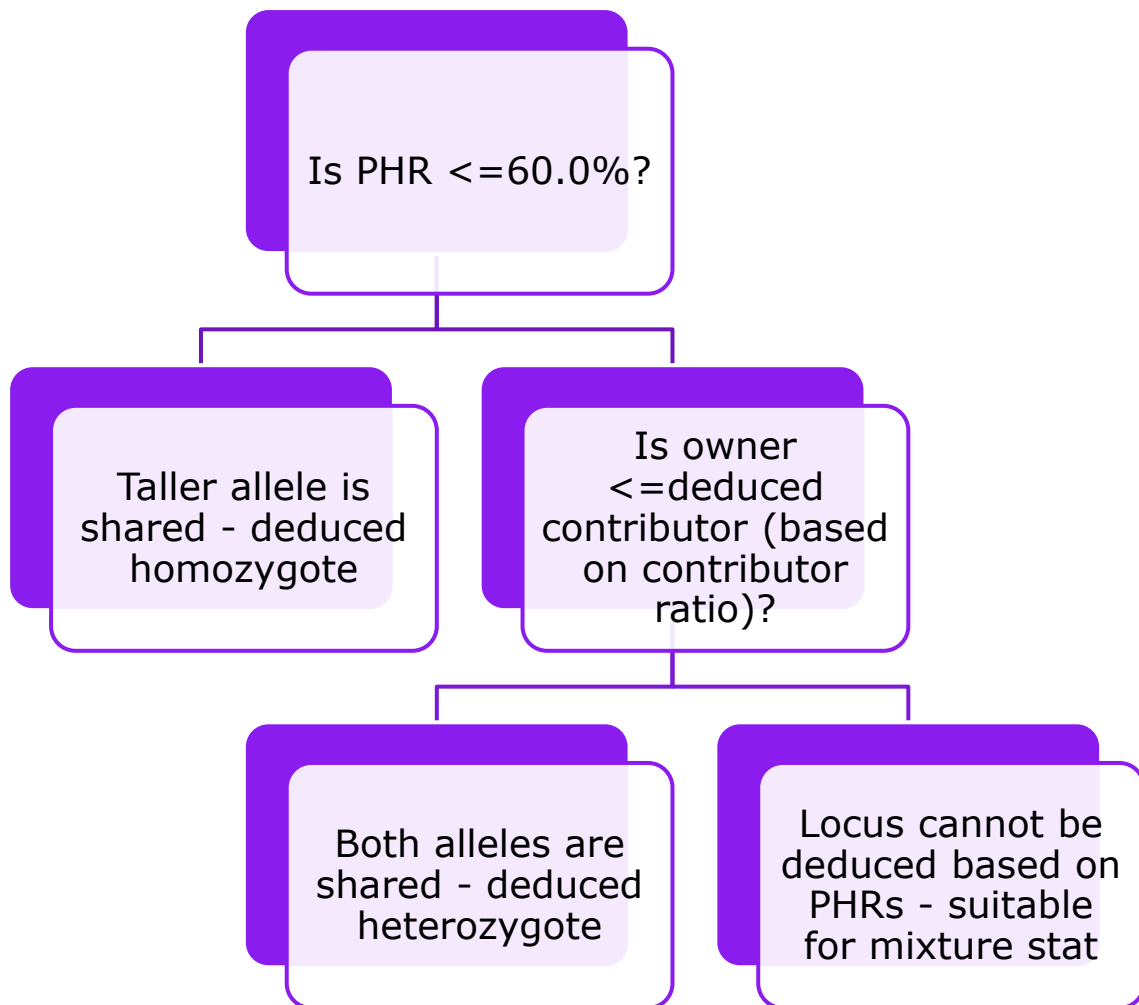 Is PHR <=60.0%?
Taller allele is
shared - deduced
homozygote
Is owner
<=deduced
contributor (based
on contributor
ratio)?
Both alleles are
shared - deduced
heterozygote
Locus cannot be
deduced based on
PHRs - suitable
for mixture stat